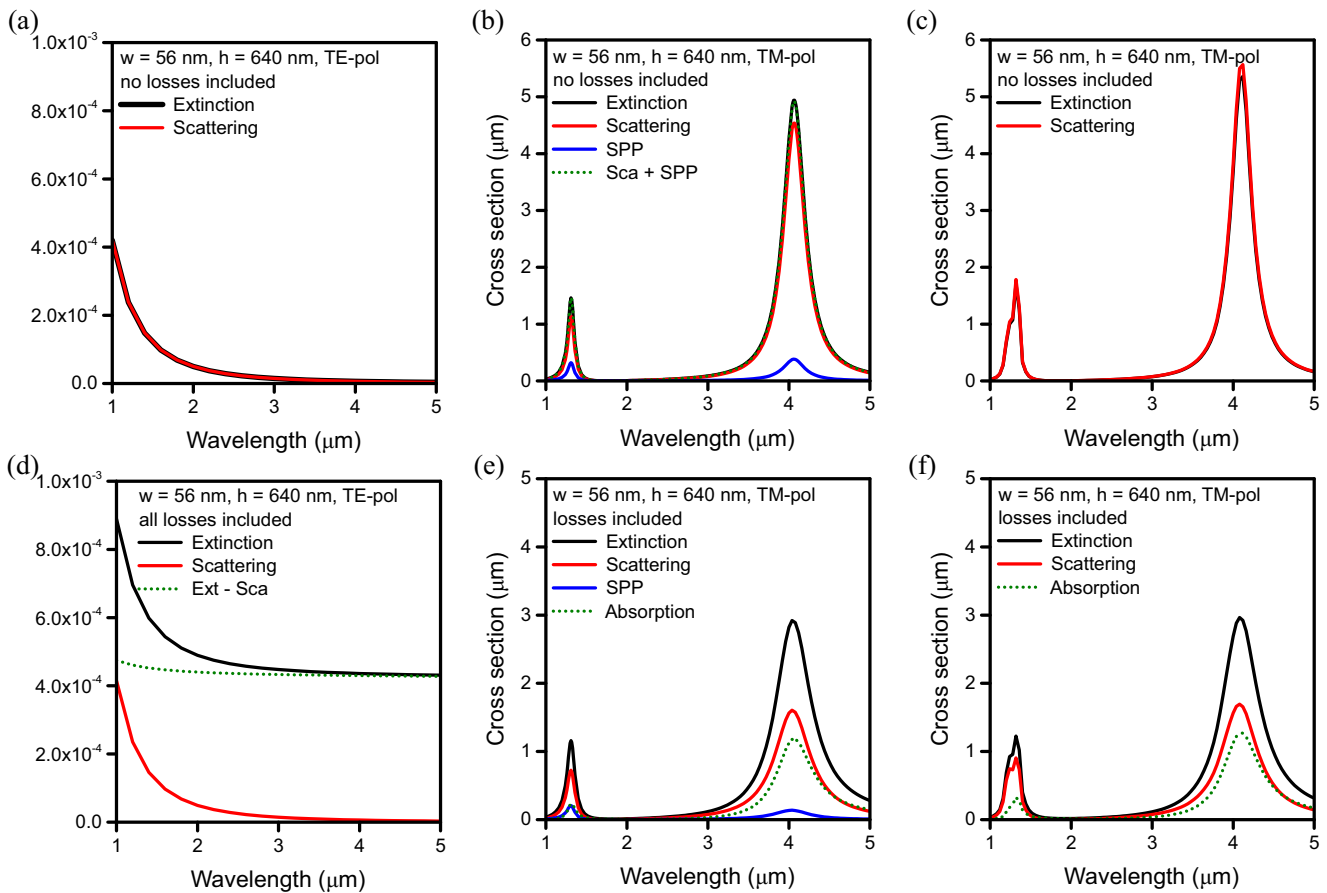 (a)
w = 56 nm, h = 640 nm, TE-pol
no losses included
Extinction
Scattering
1.0x10⁻³
8.0x10⁻⁴
6.0x10⁻⁴
4.0x10⁻⁴
2.0x10⁻⁴
0.0
1 2 3 4 5
Wavelength (μm)
(b)
w = 56 nm, h = 640 nm, TM-pol
no losses included
Extinction
Scattering
SPP
Sca + SPP
Cross section (μm)
6
5
4
3
2
1
0
1 2 3 4 5
Wavelength (μm)
(c)
w = 56 nm, h = 640 nm, TM-pol
no losses included
Extinction
Scattering
Cross section (μm)
6
5
4
3
2
1
0
1 2 3 4 5
Wavelength (μm)
(d)
w = 56 nm, h = 640 nm, TE-pol
all losses included
Extinction
Scattering
Ext - Sca
1.0x10⁻³
8.0x10⁻⁴
6.0x10⁻⁴
4.0x10⁻⁴
2.0x10⁻⁴
0.0
1 2 3 4 5
Wavelength (μm)
(e)
w = 56 nm, h = 640 nm, TM-pol
losses included
Extinction
Scattering
SPP
Absorption
Cross section (μm)
5
4
3
2
1
0
1 2 3 4 5
Wavelength (μm)
(f)
w = 56 nm, h = 640 nm, TM-pol
losses included
Extinction
Scattering
Absorption
Cross section (μm)
5
4
3
2
1
0
1 2 3 4 5
Wavelength (μm)